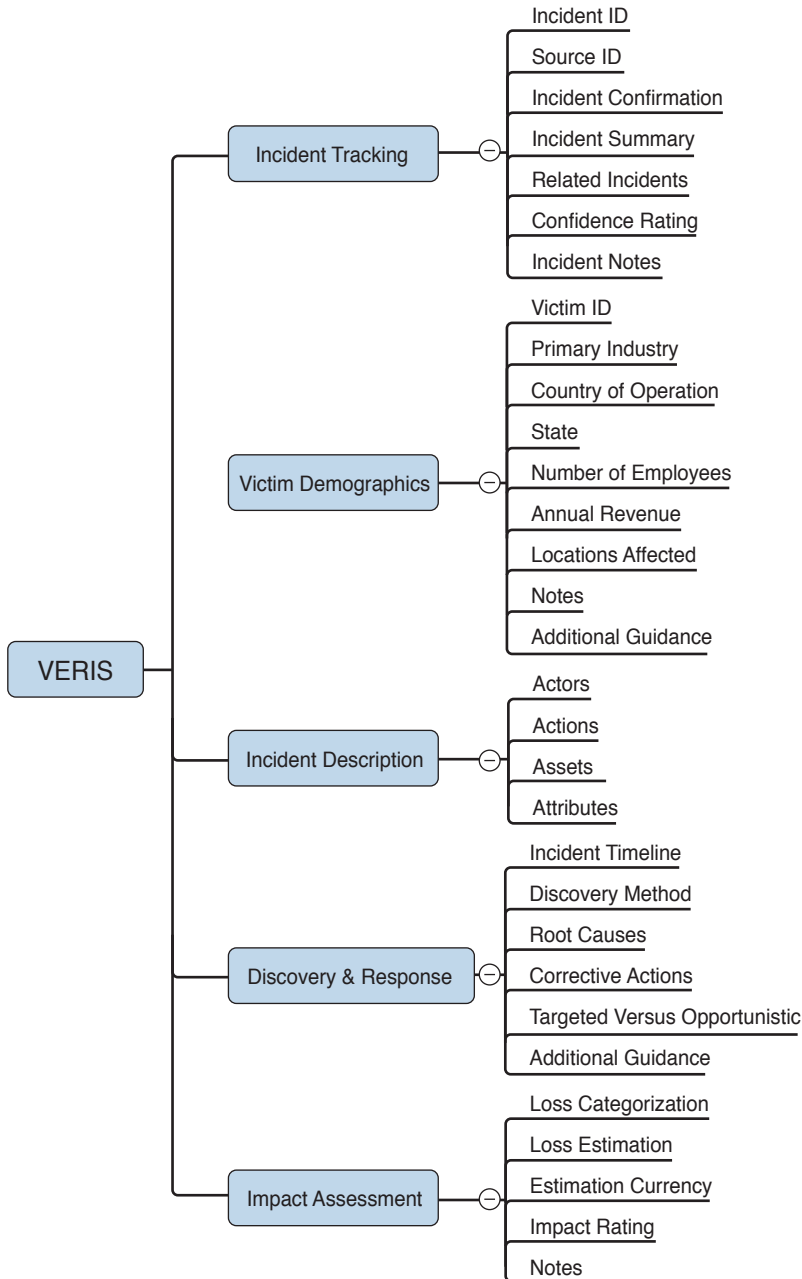 VERIS
Incident Tracking
Incident ID
Source ID
Incident Confirmation
Incident Summary
Related Incidents
Confidence Rating
Incident Notes
Victim Demographics
Victim ID
Primary Industry
Country of Operation
State
Number of Employees
Annual Revenue
Locations Affected
Notes
Additional Guidance
Incident Description
Actors
Actions
Assets
Attributes
Discovery & Response
Incident Timeline
Discovery Method
Root Causes
Corrective Actions
Targeted Versus Opportunistic
Additional Guidance
Impact Assessment
Loss Categorization
Loss Estimation
Estimation Currency
Impact Rating
Notes